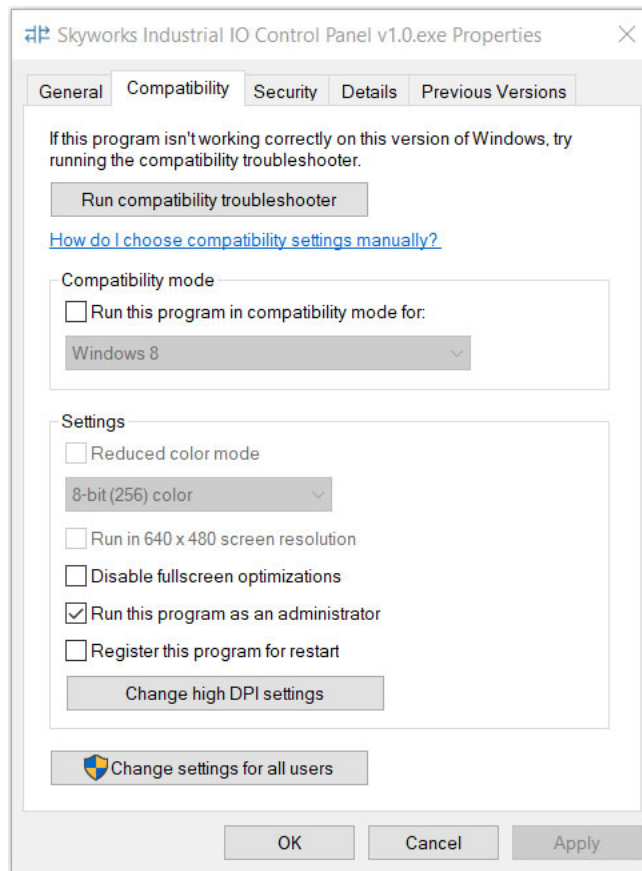 Skyworks Industrial IO Control Panel v1.0.exe Properties
General Compatibility Security Details Previous Versions
If this program isn't working correctly on this version of Windows, try
running the compatibility troubleshooter.
Run compatibility troubleshooter
How do I choose compatibility settings manually?
Compatibility mode
Run this program in compatibility mode for:
Windows 8
Settings
Reduced color mode
8-bit (256) color
Run in 640 x 480 screen resolution
Disable fullscreen optimizations
Run this program as an administrator
Register this program for restart
Change high DPI settings
Change settings for all users
OK Cancel Apply